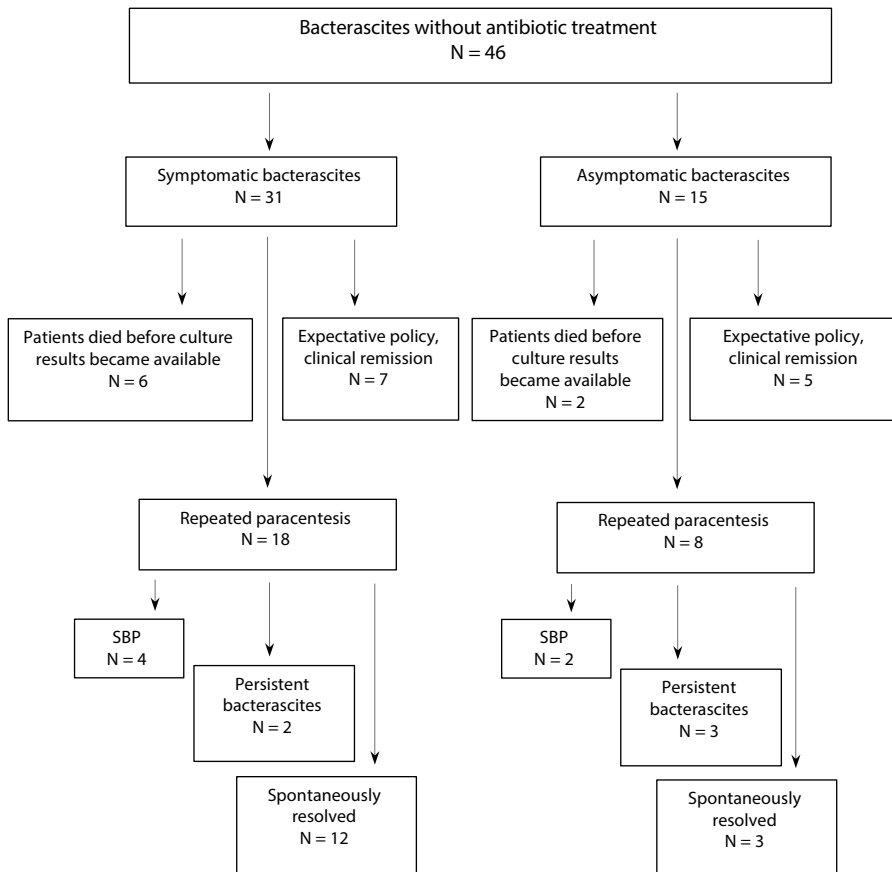 Bacterascites without antibiotic treatment
N = 46
Symptomatic bacterascites
N = 31
Asymptomatic bacterascites
N = 15
Patients died before culture
results became available
N = 6
Expectative policy,
clinical remission
N = 7
Patients died before
culture results
became available
N = 2
Expectative policy,
clinical remission
N = 5
Repeated paracentesis
N = 18
Repeated paracentesis
N = 8
SBP
N = 4
Persistent
bacterascites
N = 2
Spontaneously
resolved
N = 12
SBP
N = 2
Persistent
bacterascites
N = 3
Spontaneously
resolved
N = 3